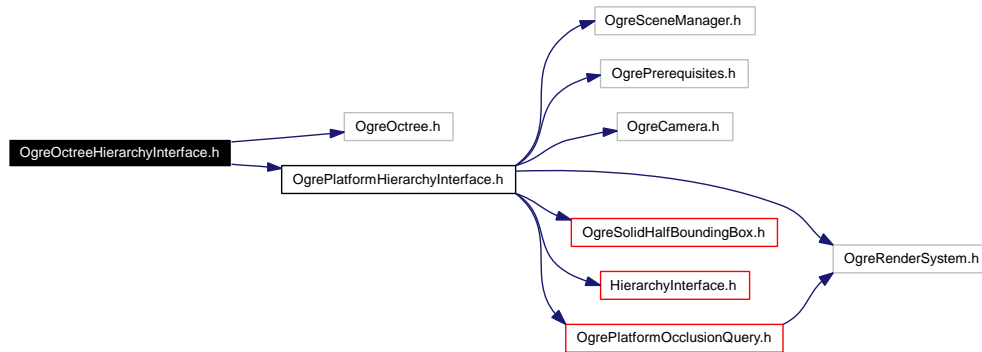 OgreSceneManager.h
OgrePrerequisites.h
OgreOctree.h
OgreCamera.h
OgreOctreeHierarchyInterface.h
OgrePlatformHierarchyInterface.h
OgreSolidHalfBoundingBox.h
OgreRenderSystem.h
HierarchyInterface.h
OgrePlatformOcclusionQuery.h